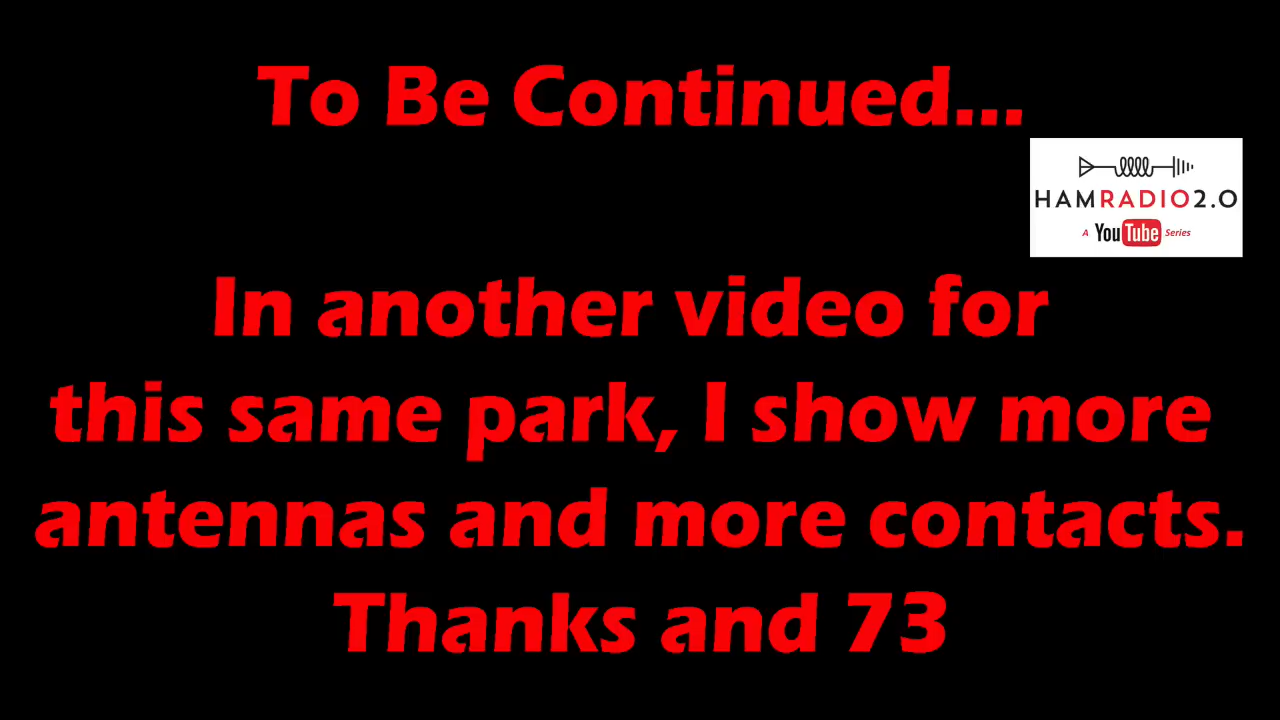 To Be Continued...
HAMRADIO2.0
A YouTube Series
In another video for
this same park, I show more
antennas and more contacts.
Thanks and 73